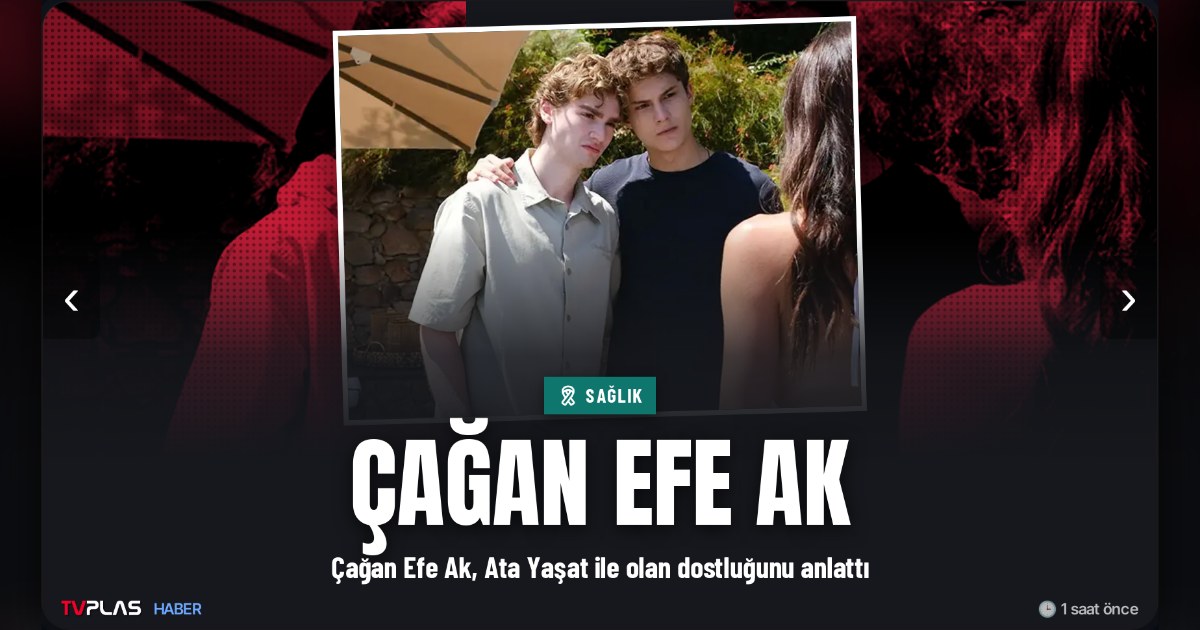 SAĞLIK
ÇAĞAN EFE AK
Çağan Efe Ak, Ata Yaşat ile olan dostluğunu anlattı
TVPLAS HABER
1 saat önce